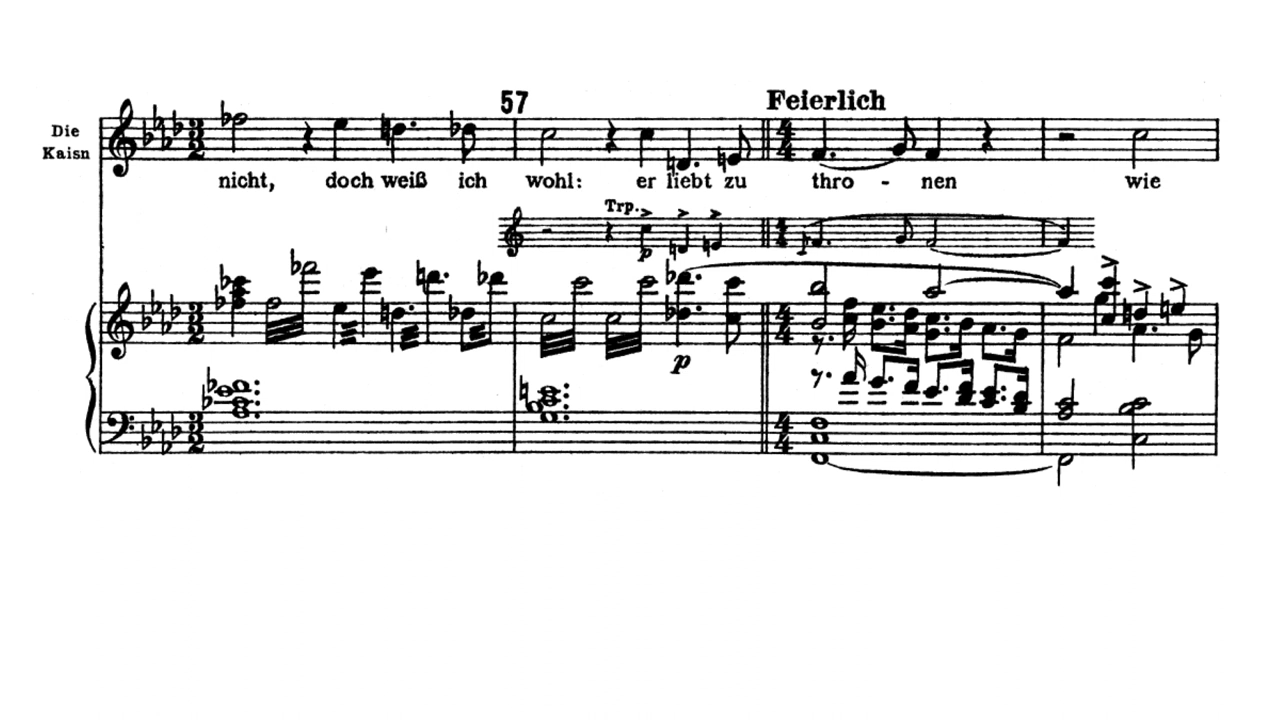 57
Feierlich
Die
Kaisn
nicht, doch weiß ich wohl: er liebt zu thro - nen wie
Trp.
p
p